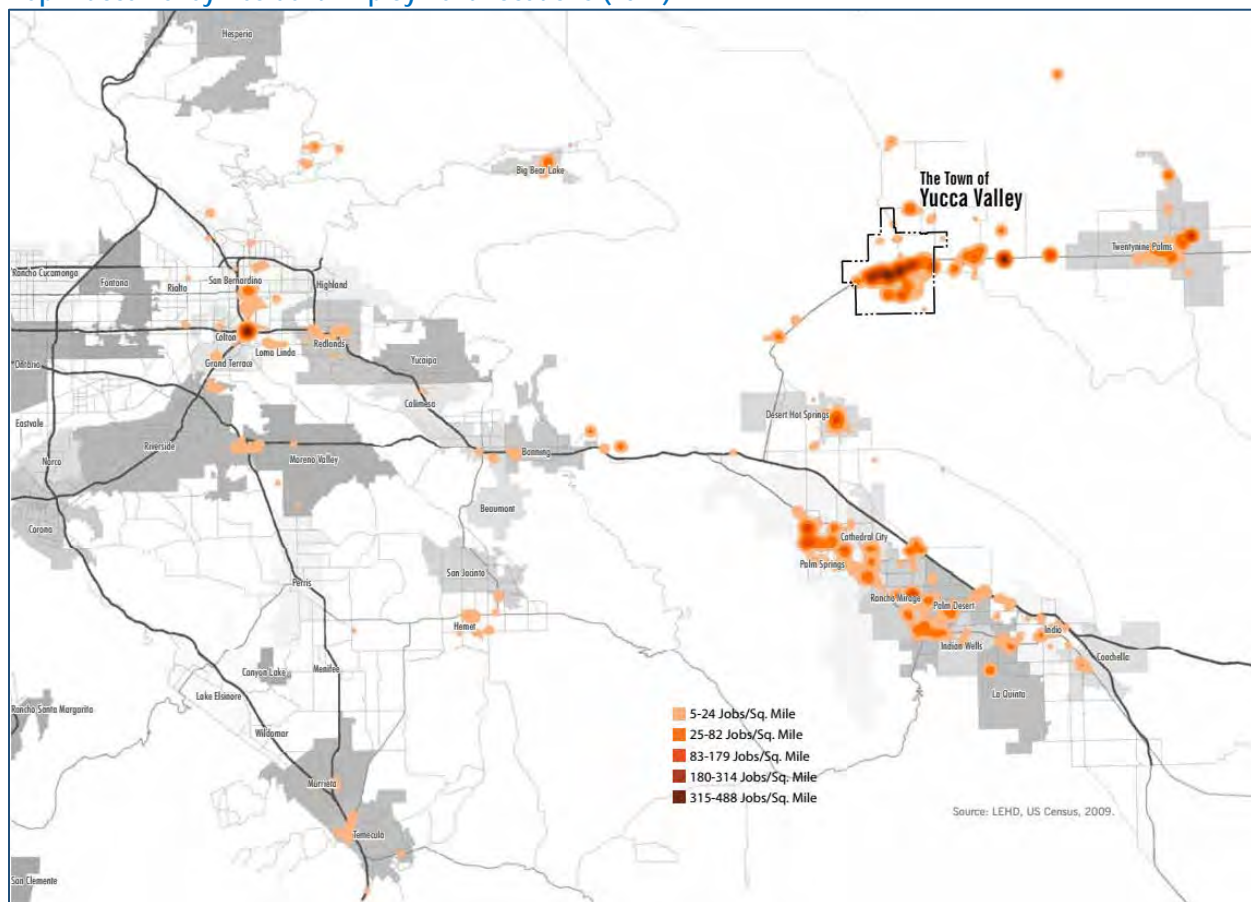 Hesperia
Big Bear Lake
The Town of
Yucca Valley
Twentynine Palms
Rancho Cucamonga
San Bernardino
Fontana
Rialto
Highland
Colton
Loma Linda
Redlands
Ontario
Grand Terrace
Yucaipa
Calimesa
Desert Hot Springs
Eastvale
Riverside
Banning
Norco
Moreno Valley
Beaumont
Corona
Cathedral City
Palm Springs
San Jacinto
Perris
Rancho Mirage
Palm Desert
Hemet
Indio
Indian Wells
Coachella
Canyon Lake
Menifee
Lake Elsinore
La Quinta
Rancho Santa Margarita
Wildomar
5-24 Jobs/Sq. Mile
25-82 Jobs/Sq. Mile
83-179 Jobs/Sq. Mile
180-314 Jobs/Sq. Mile
315-488 Jobs/Sq. Mile
Murrieta
Source: LEHD, US Census, 2009.
Temecula
San Clemente